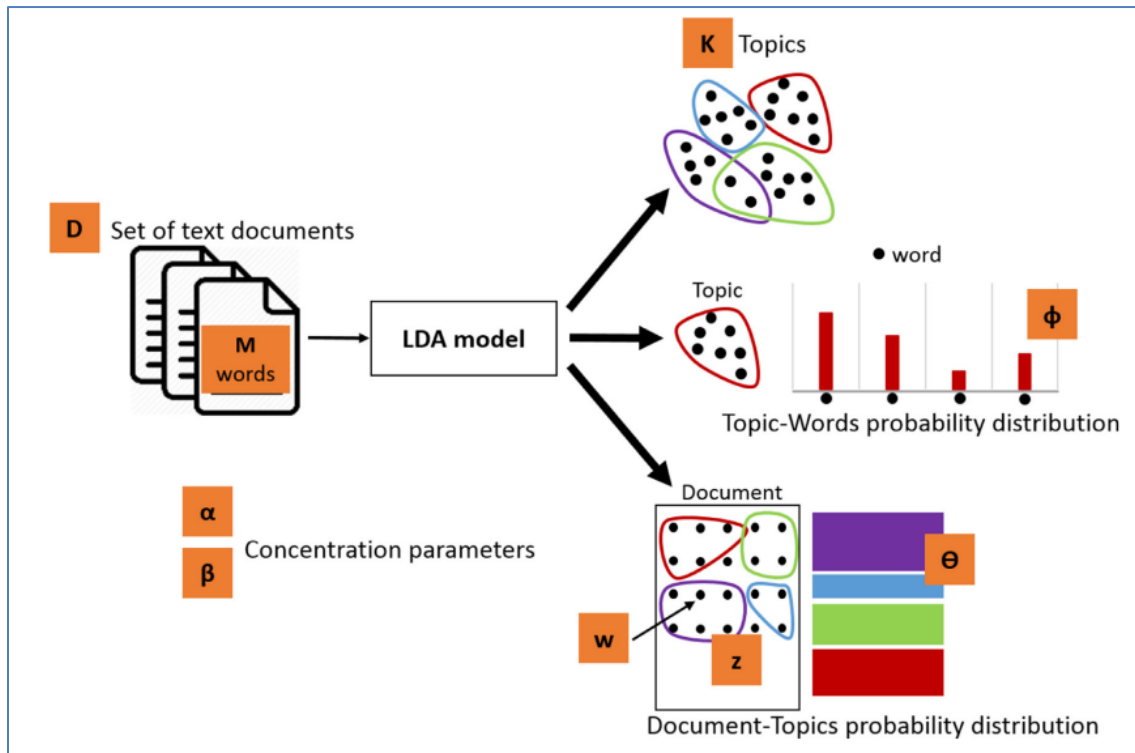 K Topics
D Set of text documents
M
words
LDA model
word
Topic
ϕ
Topic-Words probability distribution
α
β
Concentration parameters
Document
Θ
w
z
Document-Topics probability distribution